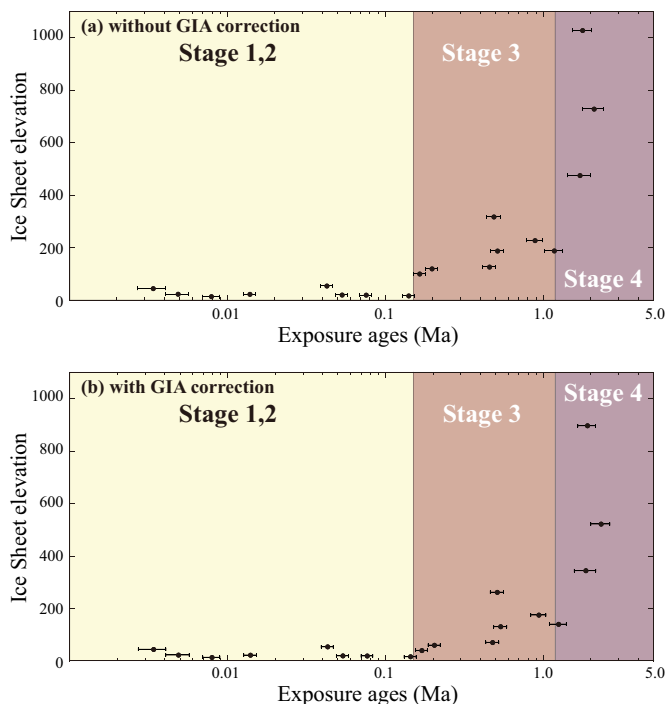 (a) without GIA correction
Stage 1,2
Stage 3
Stage 4
Ice Sheet elevation
1000
800
600
400
200
0
0.01
0.1
1.0
5.0
Exposure ages (Ma)
(b) with GIA correction
Stage 1,2
Stage 3
Stage 4
Ice Sheet elevation
1000
800
600
400
200
0
0.01
0.1
1.0
5.0
Exposure ages (Ma)